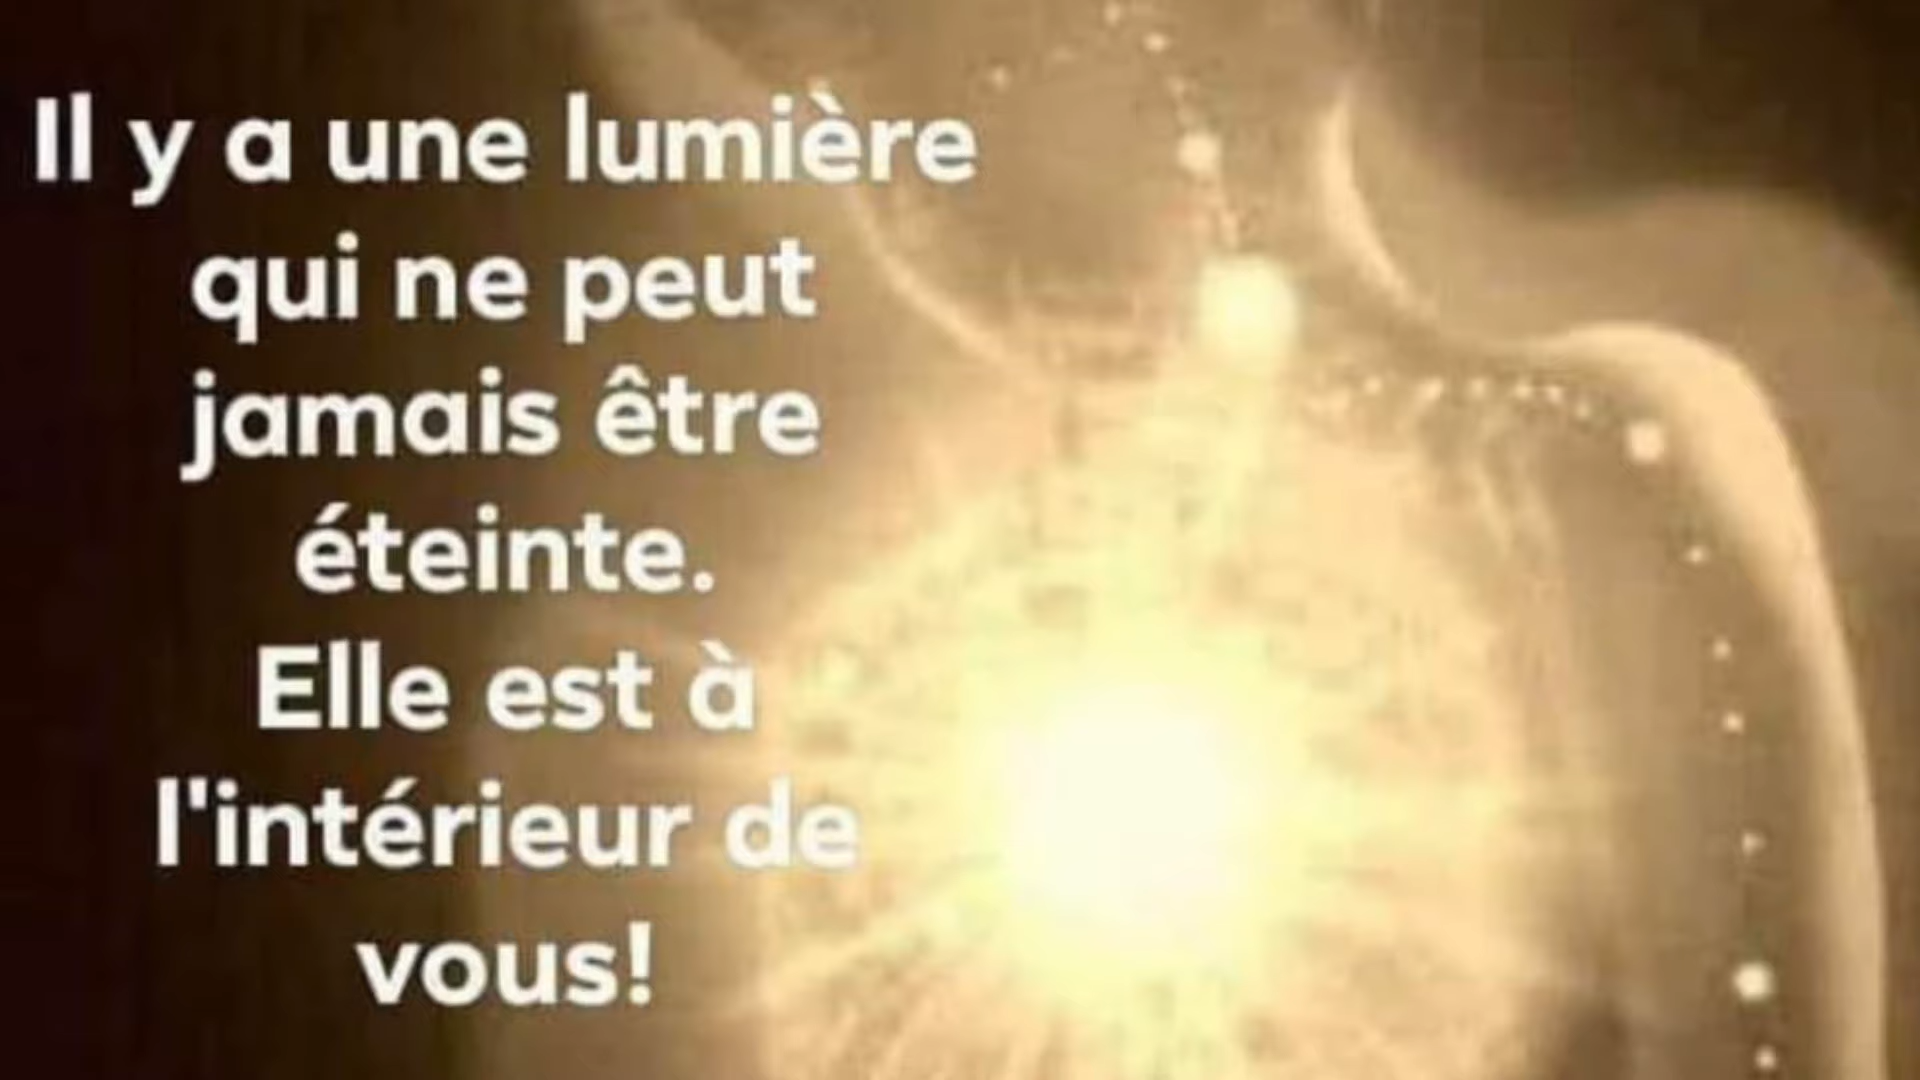 Il y a une lumière
qui ne peut
jamais être
éteinte.
Elle est à
l'intérieur de
vous!